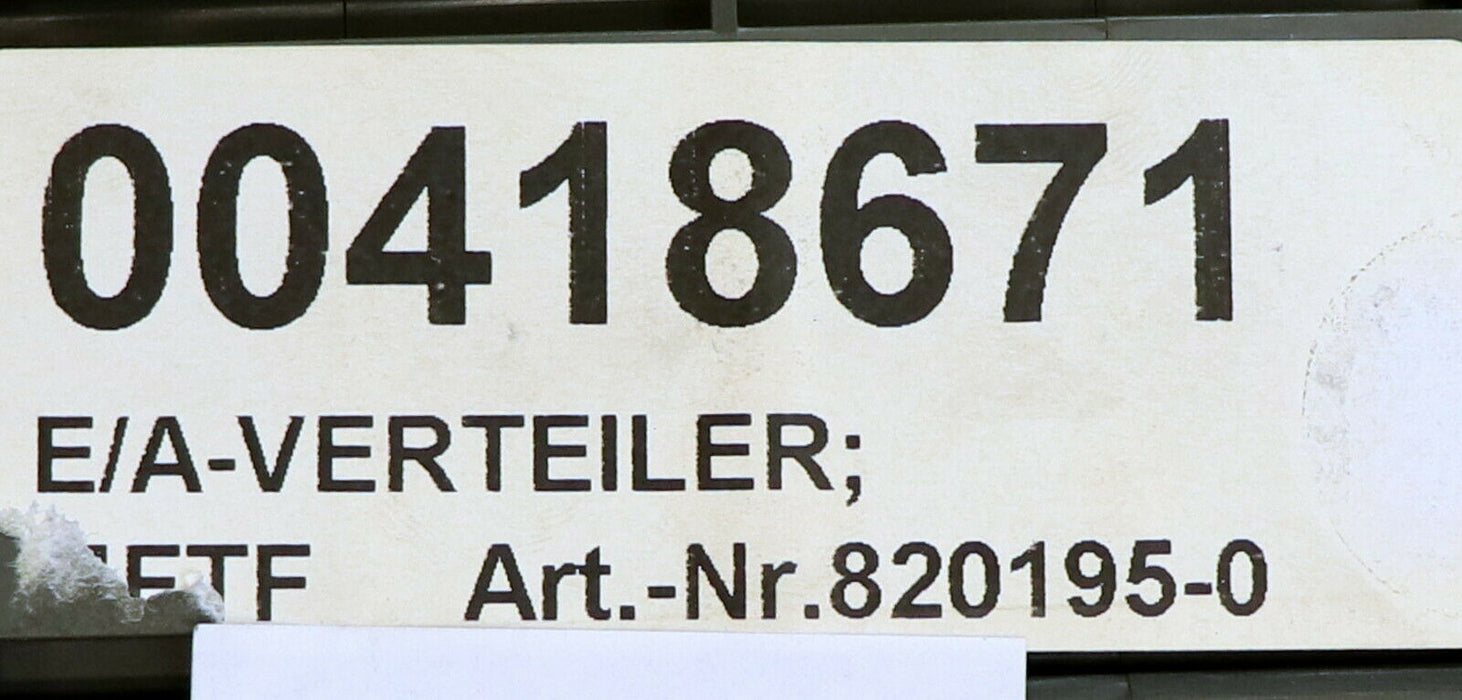 00418671
E/A-VERTEILER;
Art.-Nr.820195-0